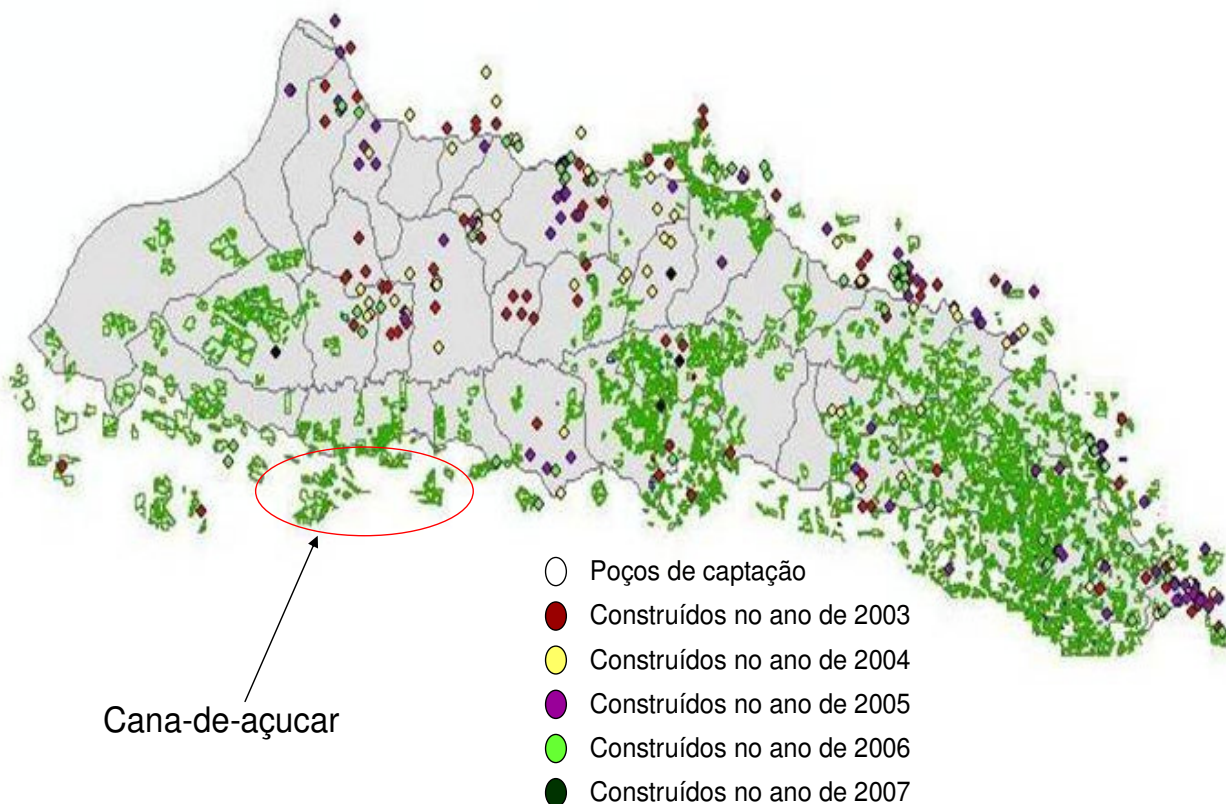 Poços de captação
Construídos no ano de 2003
Construídos no ano de 2004
Construídos no ano de 2005
Cana-de-açucar
Construídos no ano de 2006
Construídos no ano de 2007